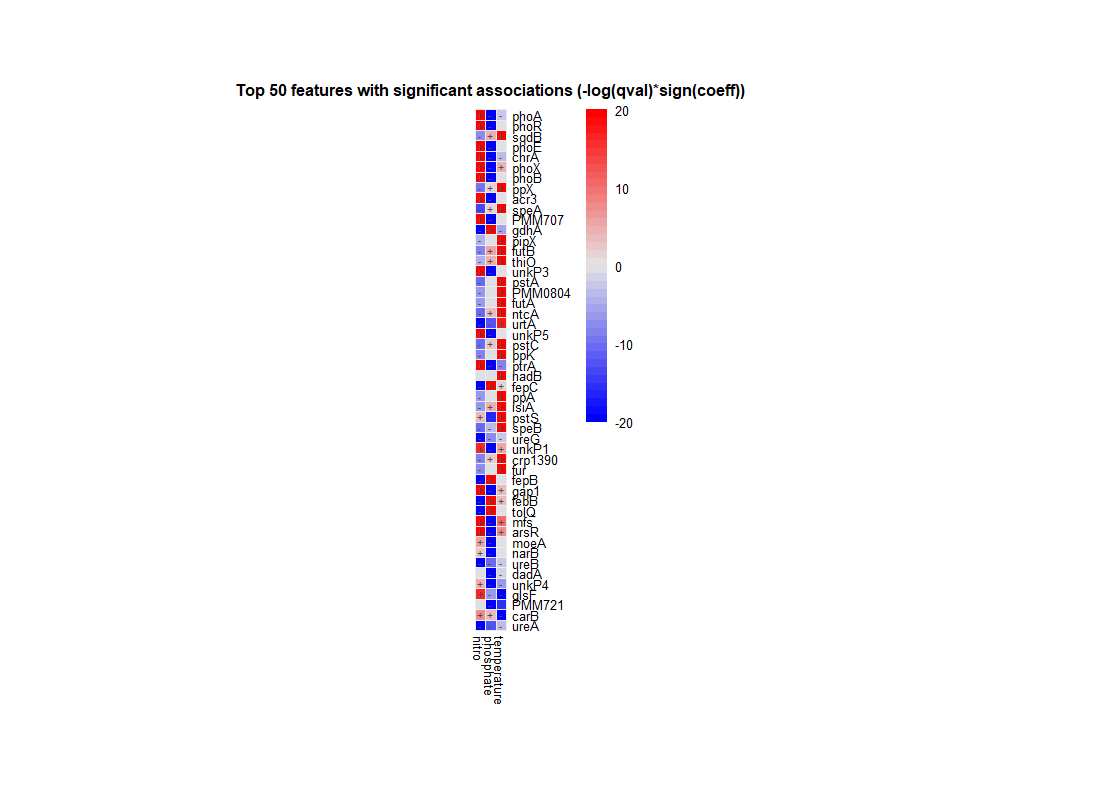 Top 50 features with significant associations (-log(qval)*sign(coeff))
phoA
phoR
sqdB
phoE
chrA
phoX
phoB
ppX
acr3
speA
PMM707
gdhA
pipX
futB
thiO
unkP3
pstA
PMM0804
futA
ntcA
urtA
unkP5
pstC
ppK
ptrA
nadB
fepC
ppA
isiA
pstS
speB
ureG
unkP1
crp1390
fur
fepB
gap1
febB
tolQ
mfs
arsR
moeA
narB
ureB
dadA
unkP4
glsF
PMM721
carB
ureA
20
10
0
-10
-20
nitro
phosphate
temperature